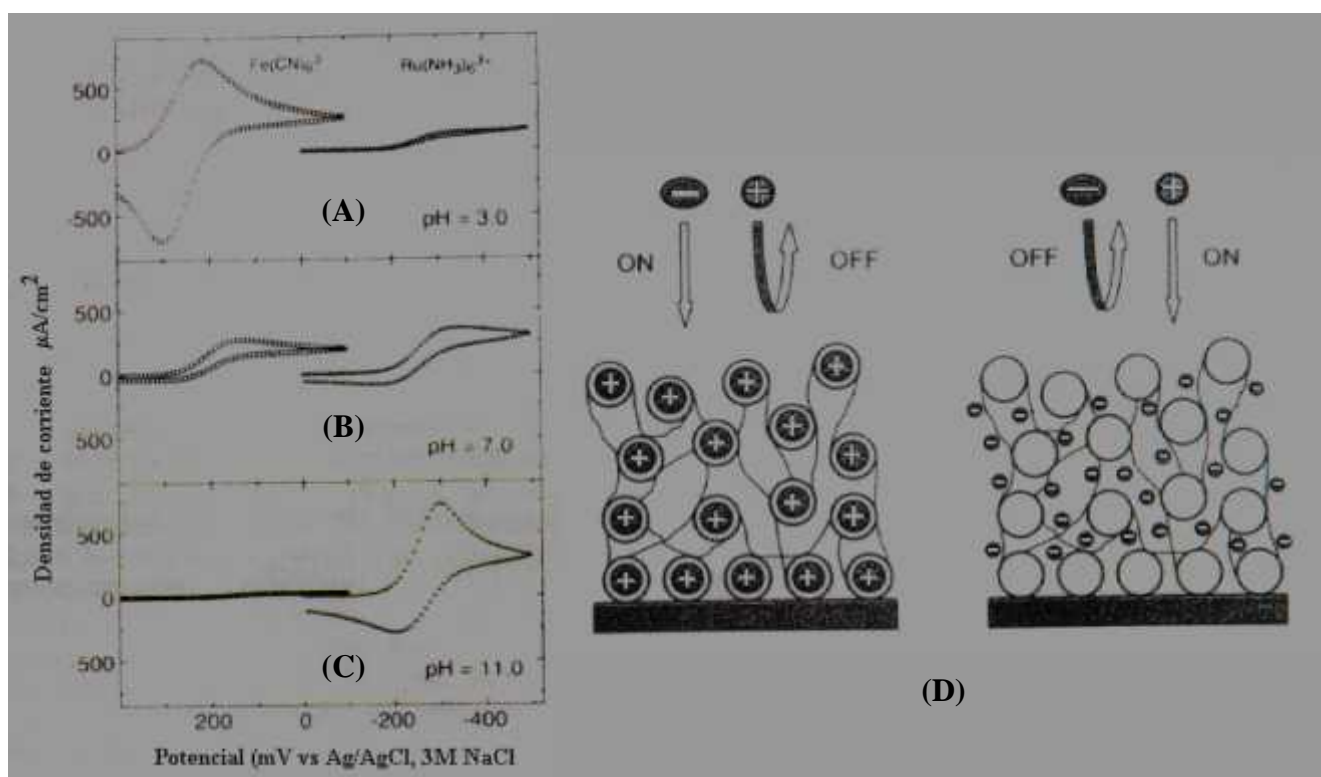 Fe(CN)₆³⁻ Ru(NH₃)₆³⁺
500
0
-500
(A)
pH = 3.0
500
0
500
(B)
pH = 7.0
500
0
-500
(C)
pH = 11.0
200 0 -200 -400
Densidad de corriente µA/cm²
Potencial (mV vs Ag/AgCl, 3M NaCl
ON
OFF
OFF
ON
(D)